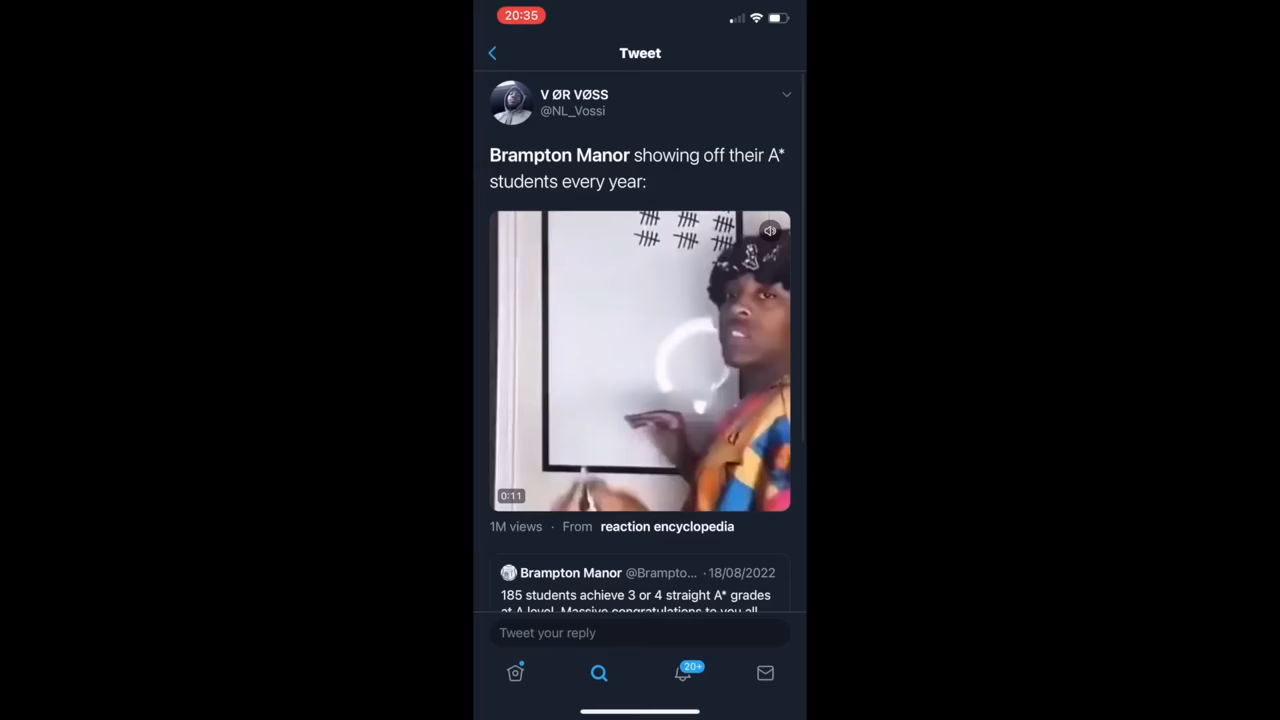 20:35
Tweet
V ØR VØSS
@NL_Vossi
Brampton Manor showing off their A*
students every year:
0:11
1M views · From reaction encyclopedia
Brampton Manor @Brampto... · 18/08/2022
185 students achieve 3 or 4 straight A* grades
at A level. Massive congratulations to you all
Tweet your reply
20+